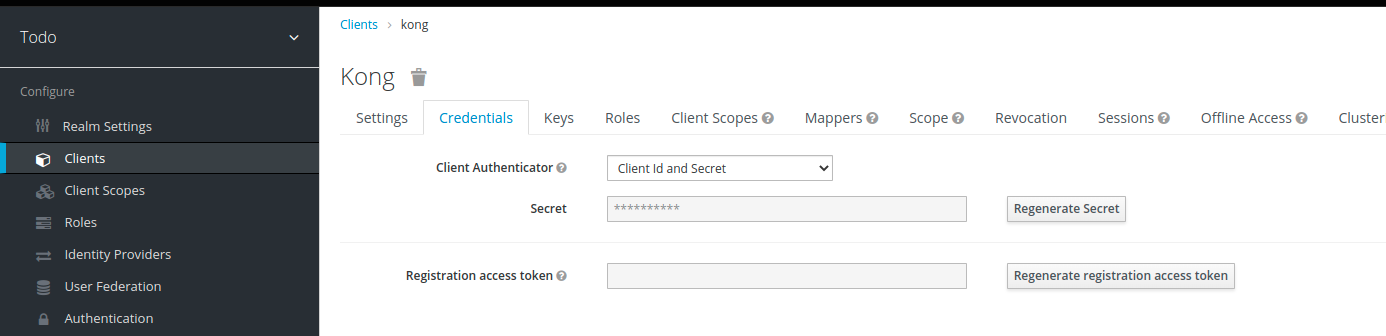 Todo
Configure
Realm Settings
Clients
Client Scopes
Roles
Identity Providers
User Federation
Authentication
Clients › kong
Kong
Settings Credentials Keys Roles Client Scopes ? Mappers ? Scope ? Revocation Sessions ? Offline Access ? Cluster
Client Authenticator ? Client Id and Secret
Secret ********** Regenerate Secret
Registration access token ? Regenerate registration access token